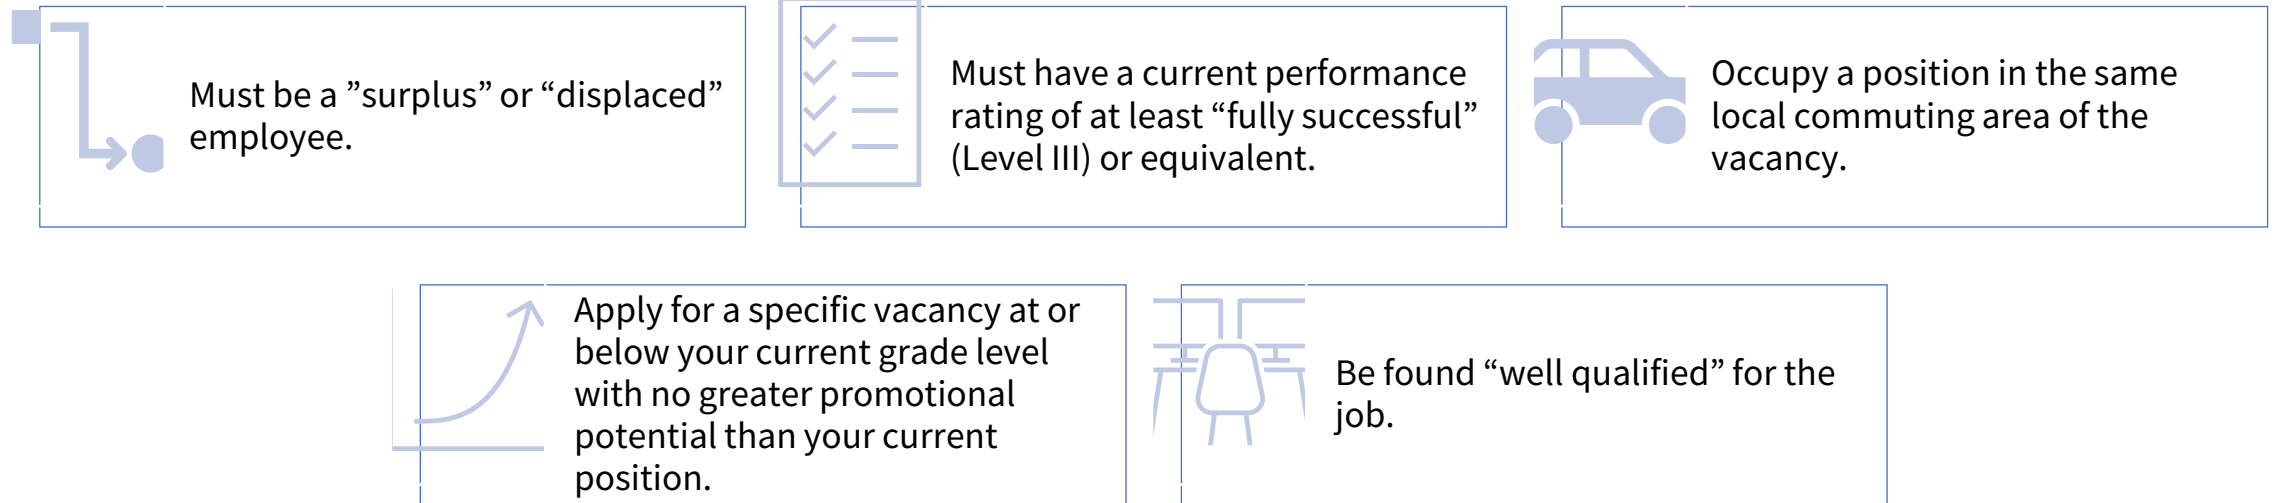 Must be a ”surplus” or “displaced”
employee.
Must have a current performance
rating of at least “fully successful”
(Level III) or equivalent.
Occupy a position in the same
local commuting area of the
vacancy.
Apply for a specific vacancy at or
below your current grade level
with no greater promotional
potential than your current
position.
Be found “well qualified” for the
job.